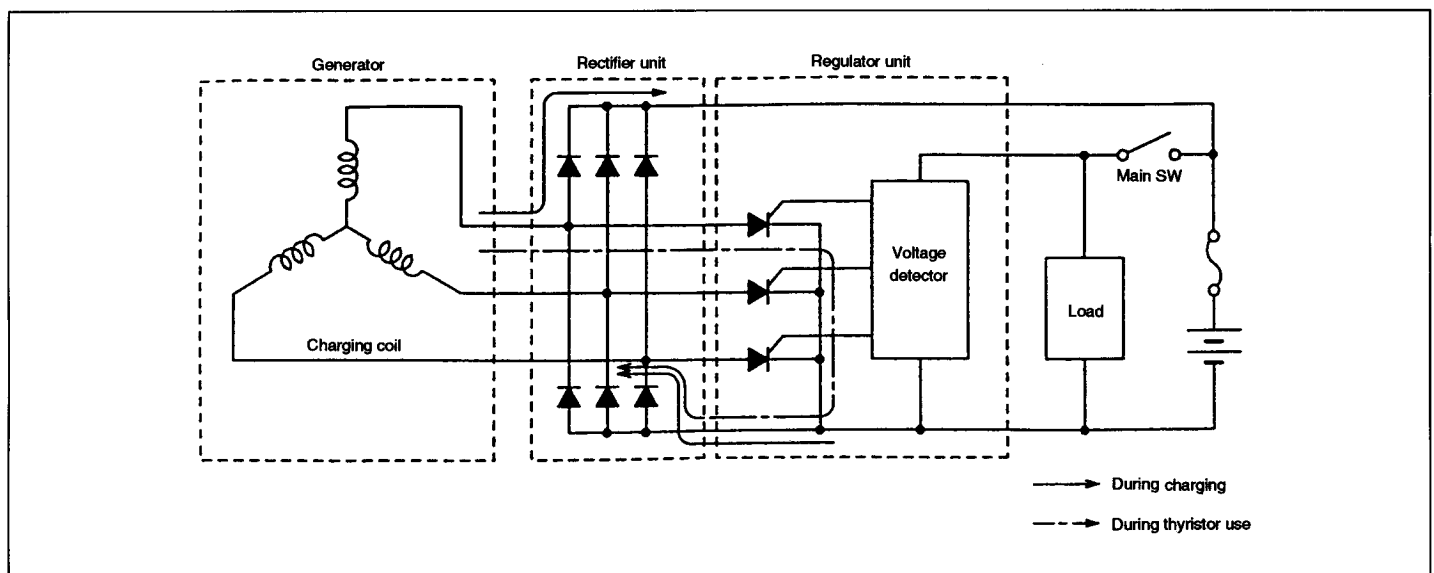 Generator
Rectifier unit
Regulator unit
Main SW
Voltage
detector
Load
Charging coil
During charging
During thyristor use